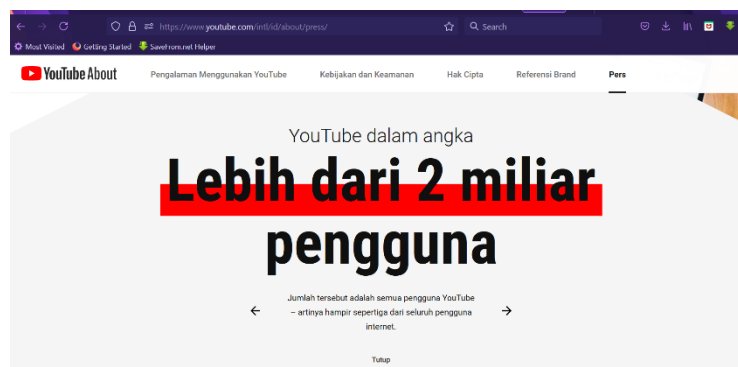 https://www.youtube.com/intl/id/about/press/
Search
Most Visited Getting Started SaveFrom.net Helper
YouTube About
Pengalaman Menggunakan YouTube Kebijakan dan Keamanan Hak Cipta Referensi Brand Pers
YouTube dalam angka
Lebih dari 2 miliar
pengguna
Jumlah tersebut adalah semua pengguna YouTube
– artinya hampir sepertiga dari seluruh pengguna
internet.
Tutup